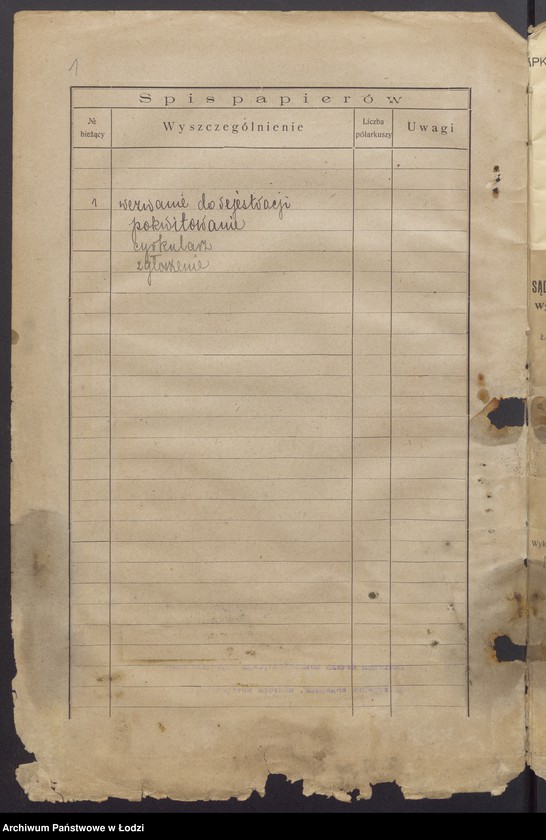 1
Spis papierów
№ bieżący
Wyszczególnienie
Liczba półarkuszy
Uwagi
1 wezwanie do rejestracji
pokwitowanie
cyrkularz
zgłoszenie
Archiwum Państwowe w Łodzi